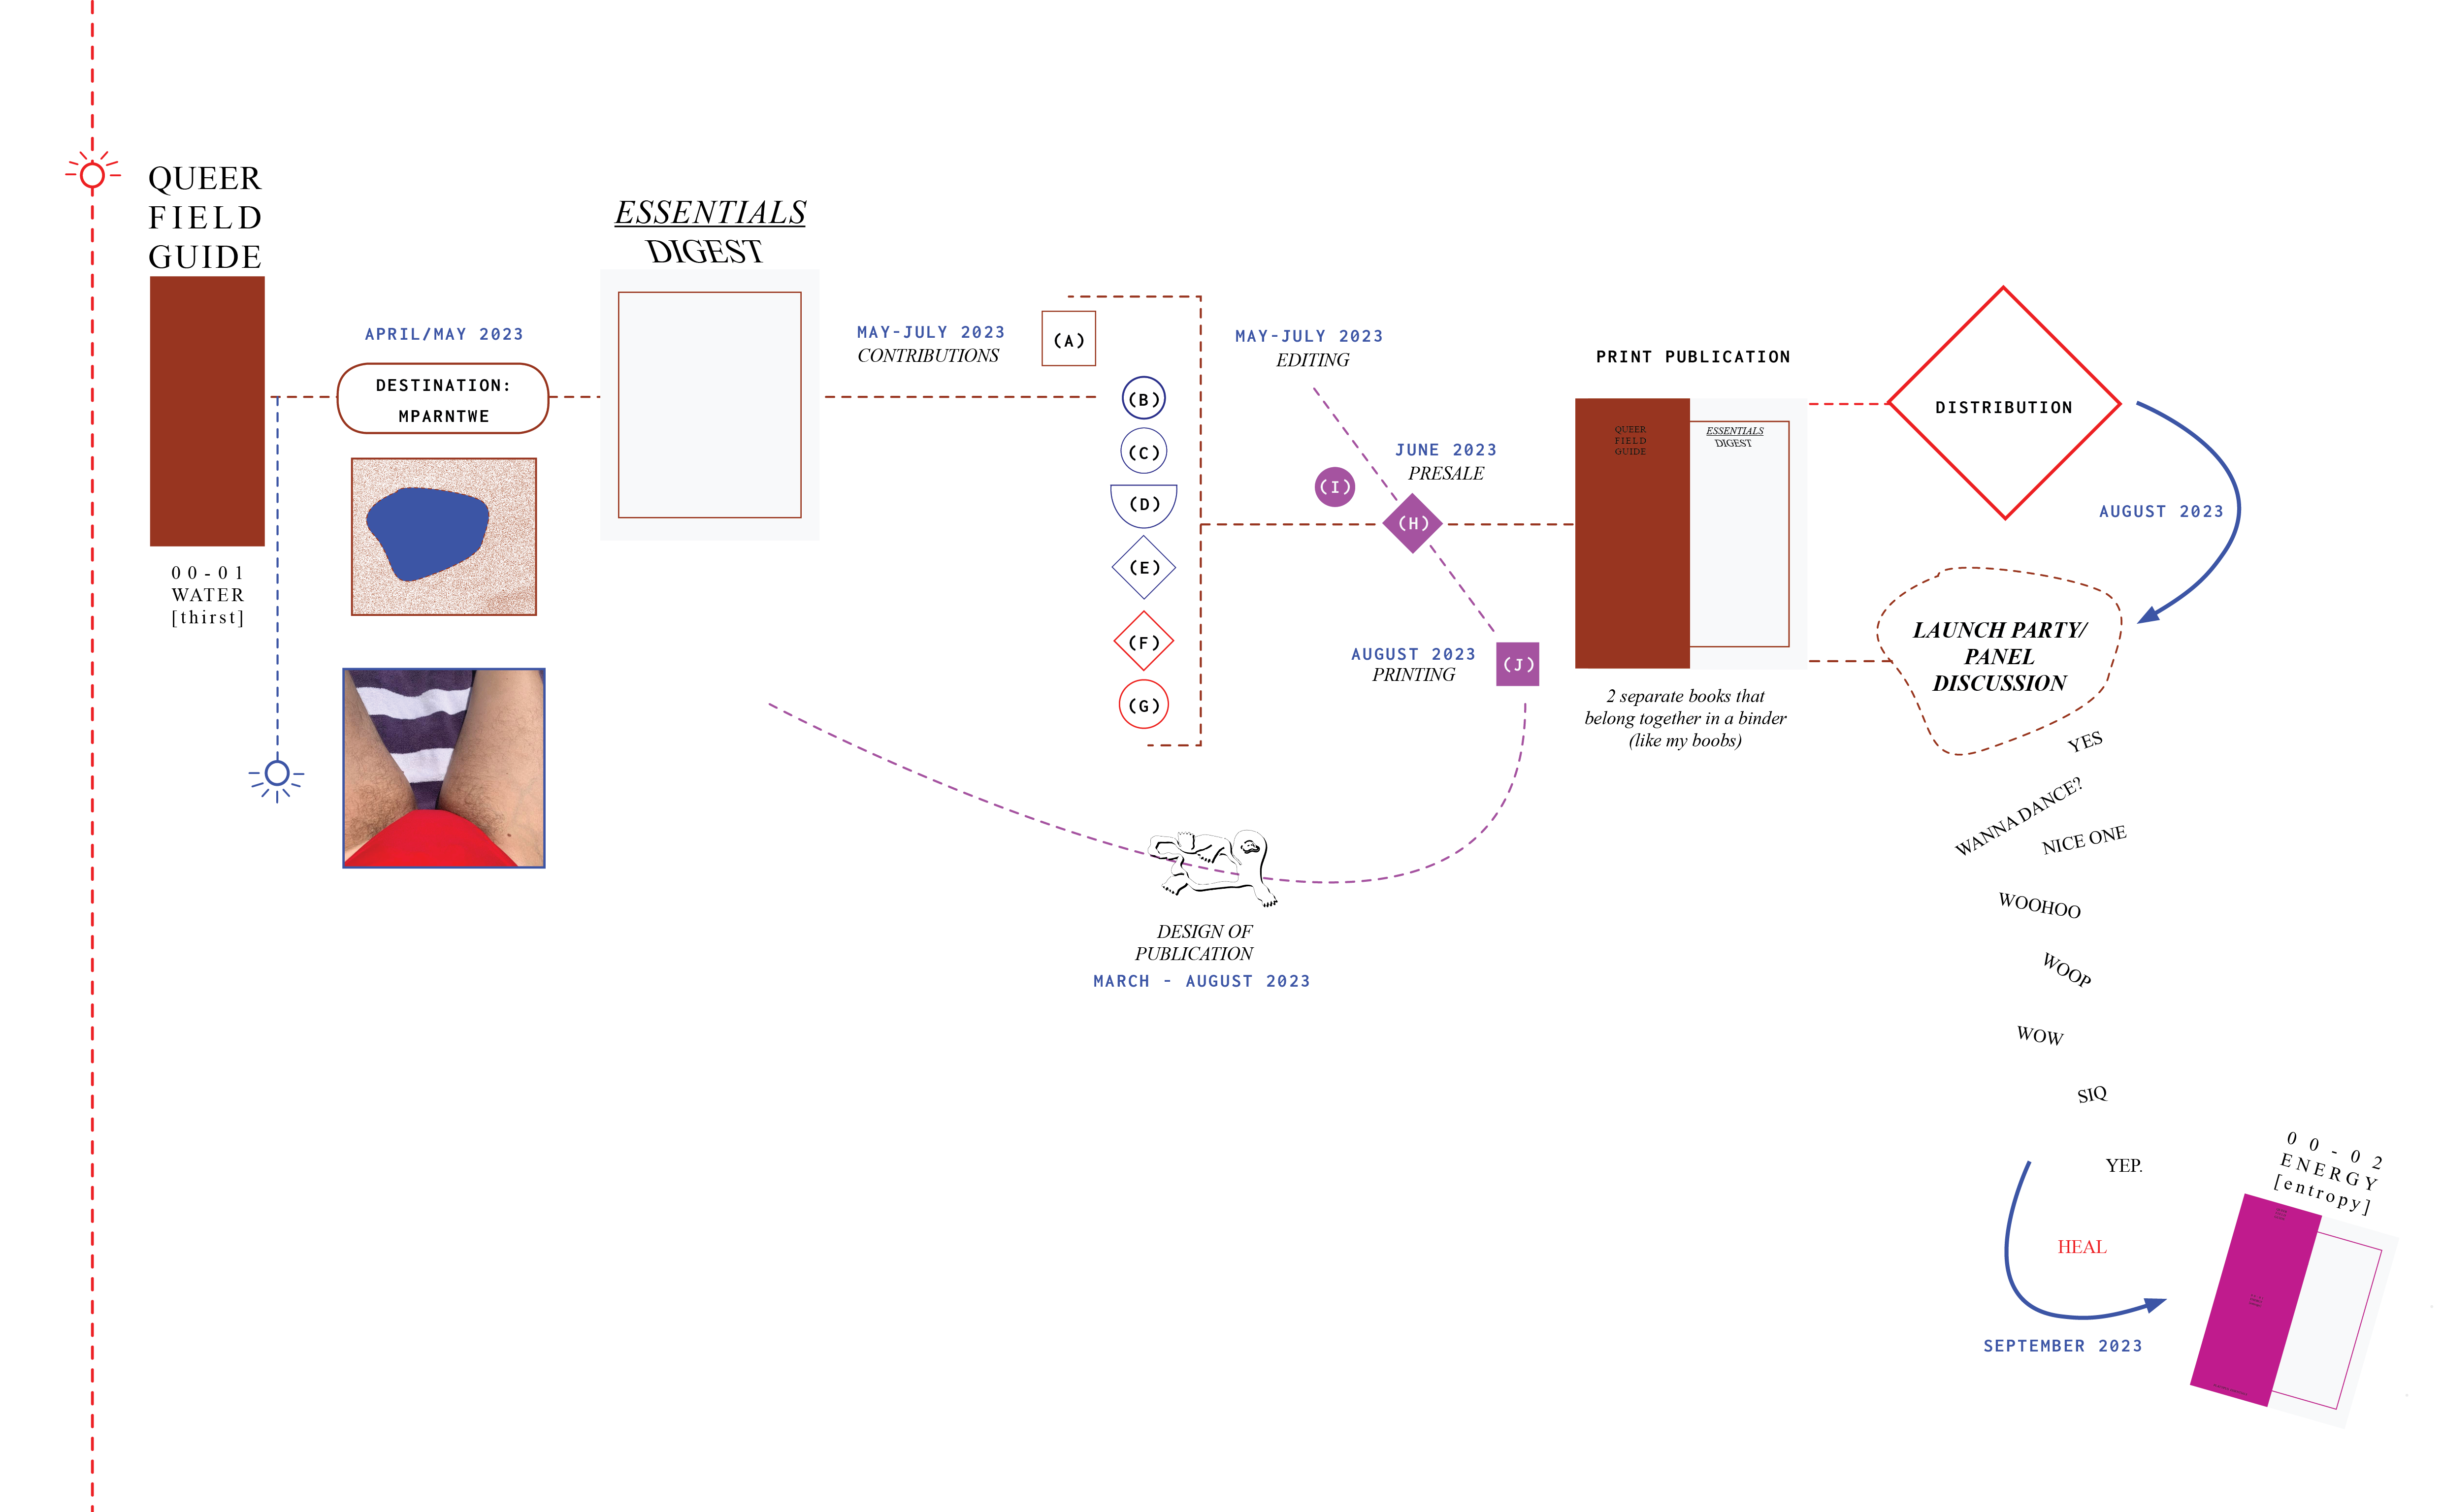 QUEER
FIELD
GUIDE
00-01
WATER
[thirst]
APRIL/MAY 2023
DESTINATION:
MPARNTWE
ESSENTIALS
DIGEST
MAY-JULY 2023
CONTRIBUTIONS
(A)
(B)
(C)
(D)
(E)
(F)
(G)
MAY-JULY 2023
EDITING
(I)
JUNE 2023
PRESALE
(H)
AUGUST 2023
PRINTING
(J)
DESIGN OF
PUBLICATION
MARCH - AUGUST 2023
PRINT PUBLICATION
QUEER
FIELD
GUIDE
ESSENTIALS
DIGEST
2 separate books that
belong together in a binder
(like my boobs)
DISTRIBUTION
AUGUST 2023
LAUNCH PARTY/
PANEL
DISCUSSION
YES
WANNA DANCE?
NICE ONE
WOOHOO
WOOP
WOW
SIQ
YEP.
HEAL
SEPTEMBER 2023
00-02
ENERGY
[entropy]